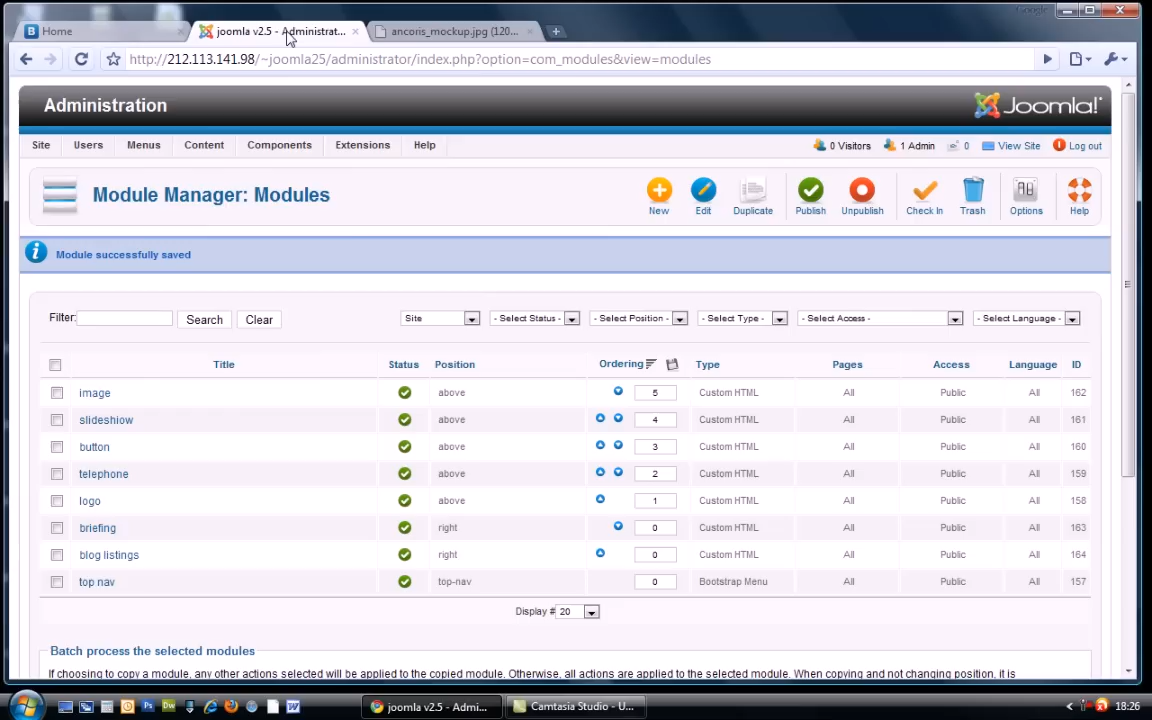 Google
Home
joomla v2.5 - Administrat...
ancoris_mockup.jpg (120...
http://212.113.141.98/~joomla25/administrator/index.php?option=com_modules&view=modules
Administration
Joomla!
Site Users Menus Content Components Extensions Help
0 Visitors 1 Admin 0 View Site Log out
Module Manager: Modules
New Edit Duplicate Publish Unpublish Check In Trash Options Help
Module successfully saved
Filter: Search Clear Site - Select Status - - Select Position - - Select Type - - Select Access - - Select Language -
Title Status Position Ordering Type Pages Access Language ID
image above 5 Custom HTML All Public All 162
slideshiow above 4 Custom HTML All Public All 161
button above 3 Custom HTML All Public All 160
telephone above 2 Custom HTML All Public All 159
logo above 1 Custom HTML All Public All 158
briefing right 0 Custom HTML All Public All 163
blog listings right 0 Custom HTML All Public All 164
top nav top-nav 0 Bootstrap Menu All Public All 157
Display # 20
Batch process the selected modules
If choosing to copy a module, any other actions selected will be applied to the copied module. Otherwise, all actions are applied to the selected module. When copying and not changing position, it is
joomla v2.5 - Admi...
Camtasia Studio - U...
18:26